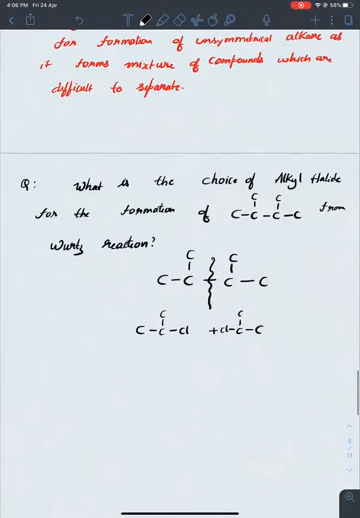 4:06 PM Fri 24 Apr
58%
for formation of unsymmetrical alkane as
it forms mixture of compounds which are
difficult to separate.
Q: What is the choice of Alkyl Halide
C C
for the formation of C-C-C-C from
Wurtz reaction?
C C
C-C C-C
C C
C-C-Cl +Cl-C-C
8
/
11